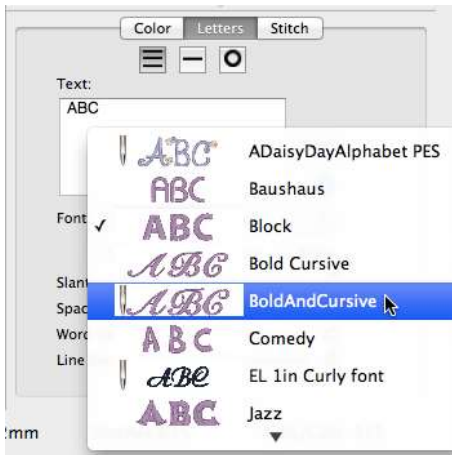 Color Letters Stitch
Text:
ABC
ABC ADaisyDayAlphabet PES
ABC Baushaus
Font ✓ ABC Block
ABC Bold Cursive
Slant
ABC BoldAndCursive
Spac
Word ABC Comedy
Line ABC EL 1in Curly font
ABC Jazz
2mm